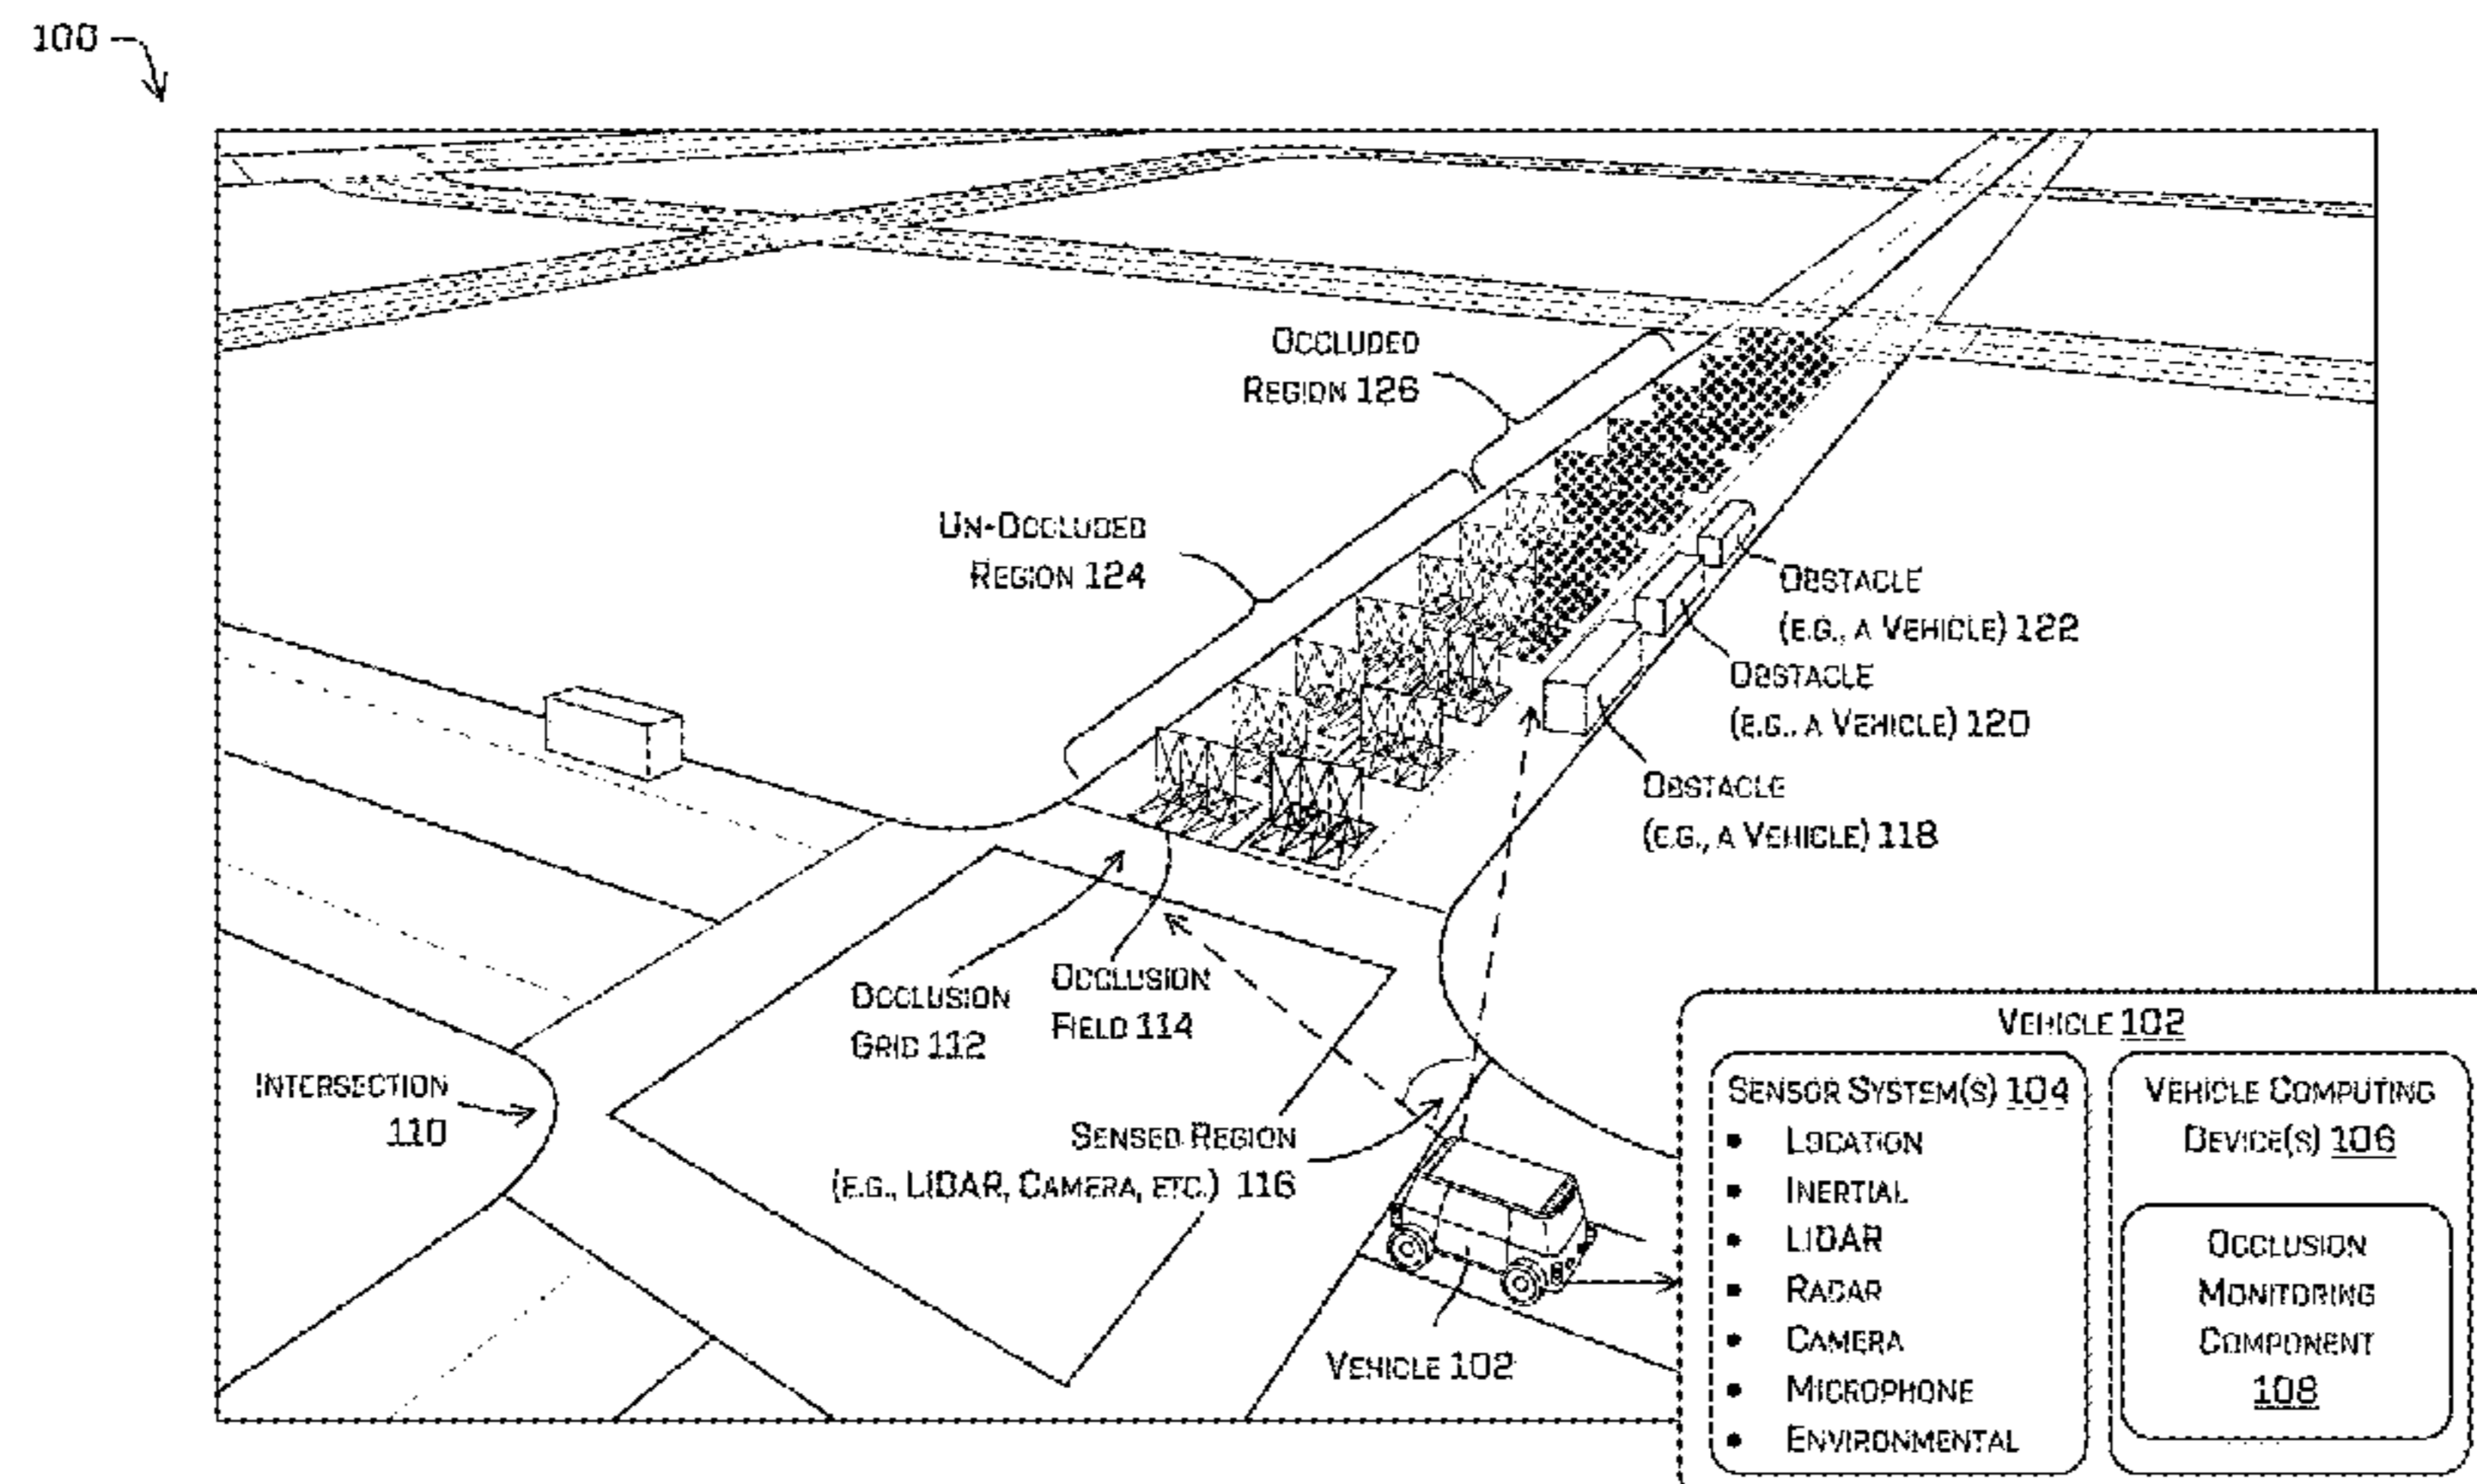 100
OCCLUDED
REGION 126
UN-OCCLUDED
REGION 124
OBSTACLE
(E.G., A VEHICLE) 122
OBSTACLE
(E.G., A VEHICLE) 120
OBSTACLE
(E.G., A VEHICLE) 118
OCCLUSION
GRID 112
OCCLUSION
FIELD 114
INTERSECTION
110
SENSED REGION
(E.G., LIDAR, CAMERA, ETC.) 116
VEHICLE 102
VEHICLE 102
SENSOR SYSTEM(S) 104
• LOCATION
• INERTIAL
• LIDAR
• RADAR
• CAMERA
• MICROPHONE
• ENVIRONMENTAL
VEHICLE COMPUTING
DEVICE(S) 106
OCCLUSION
MONITORING
COMPONENT
108